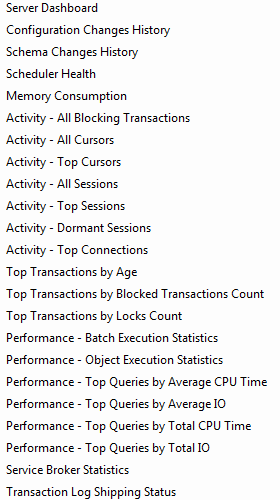 Server Dashboard
Configuration Changes History
Schema Changes History
Scheduler Health
Memory Consumption
Activity - All Blocking Transactions
Activity - All Cursors
Activity - Top Cursors
Activity - All Sessions
Activity - Top Sessions
Activity - Dormant Sessions
Activity - Top Connections
Top Transactions by Age
Top Transactions by Blocked Transactions Count
Top Transactions by Locks Count
Performance - Batch Execution Statistics
Performance - Object Execution Statistics
Performance - Top Queries by Average CPU Time
Performance - Top Queries by Average IO
Performance - Top Queries by Total CPU Time
Performance - Top Queries by Total IO
Service Broker Statistics
Transaction Log Shipping Status